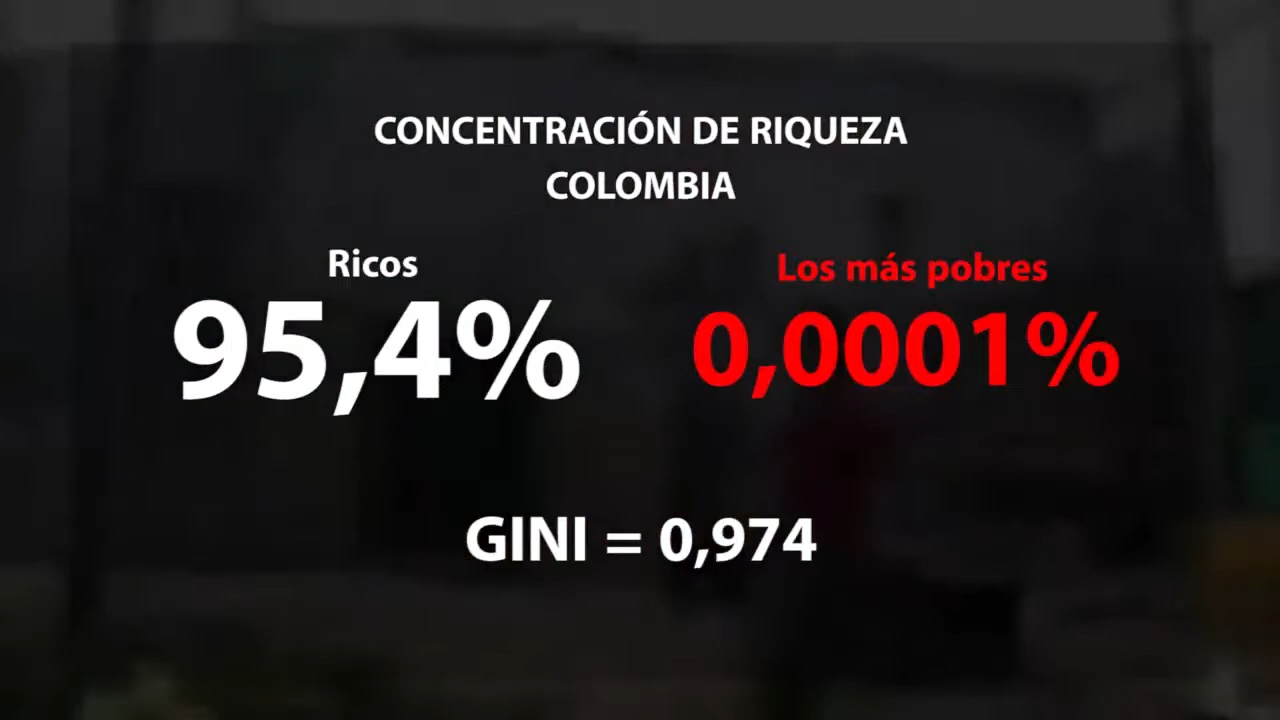 CONCENTRACIÓN DE RIQUEZA
COLOMBIA
Ricos
95,4%
Los más pobres
0,0001%
GINI = 0,974